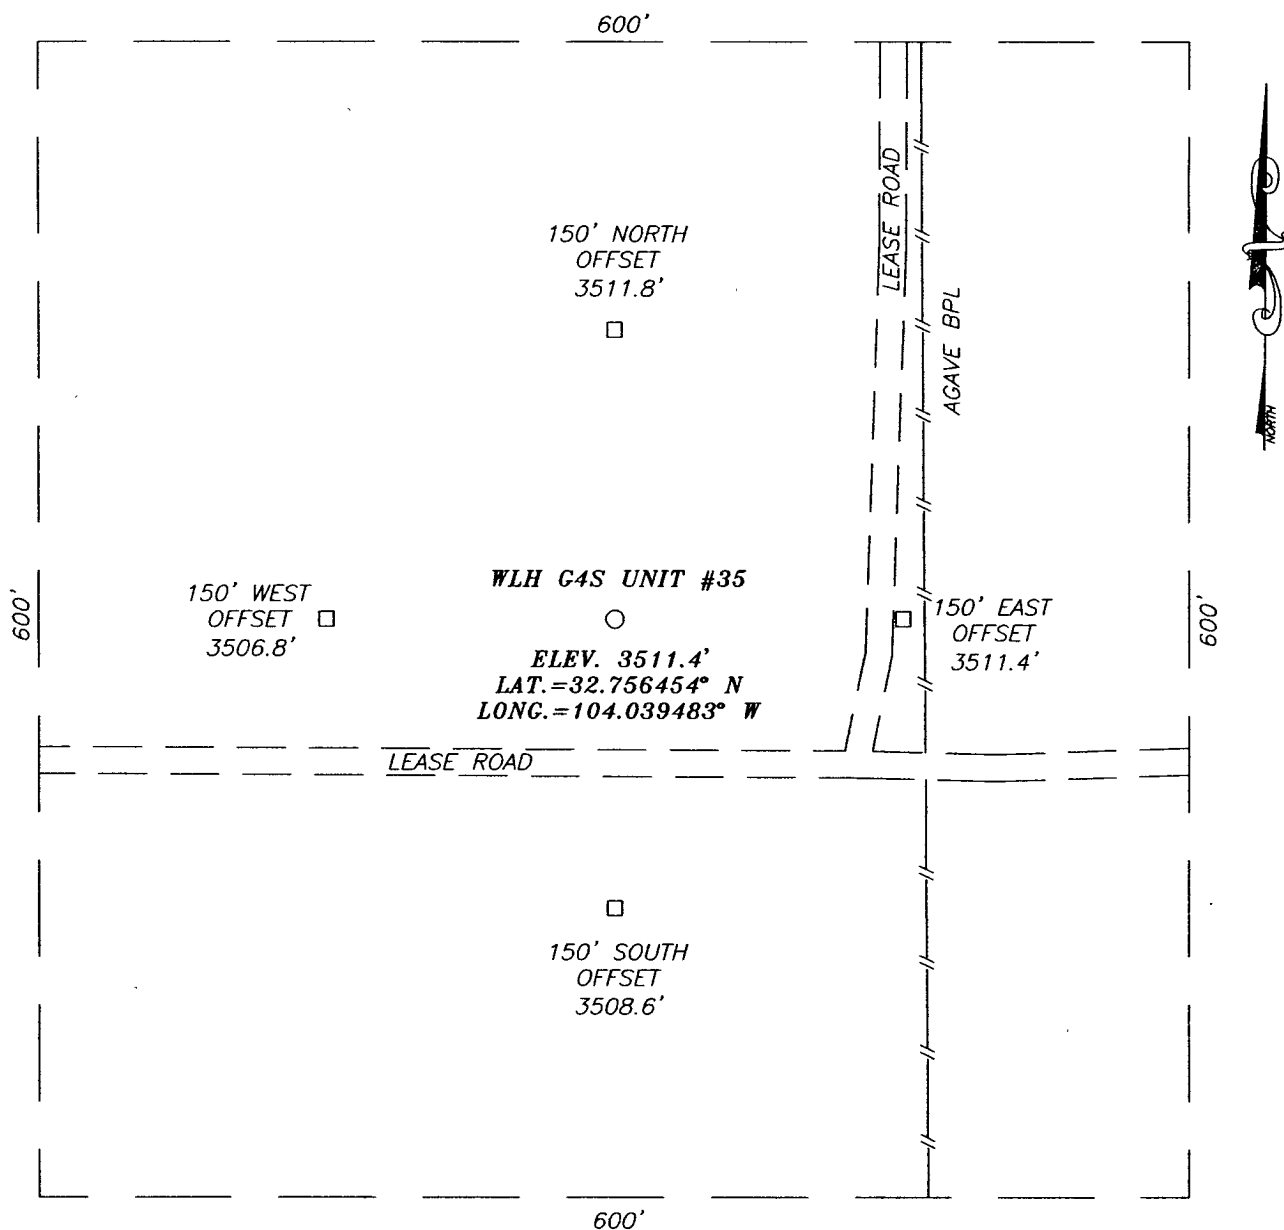 600'
LEASE ROAD
150' NORTH
OFFSET
3511.8'
AGAVE BPL
NORTH
WLH G4S UNIT #35
150' WEST
OFFSET
3506.8'
150' EAST
OFFSET
3511.4'
600'
600'
ELEV. 3511.4'
LAT.=32.756454° N
LONG.=104.039483° W
LEASE ROAD
150' SOUTH
OFFSET
3508.6'
600'